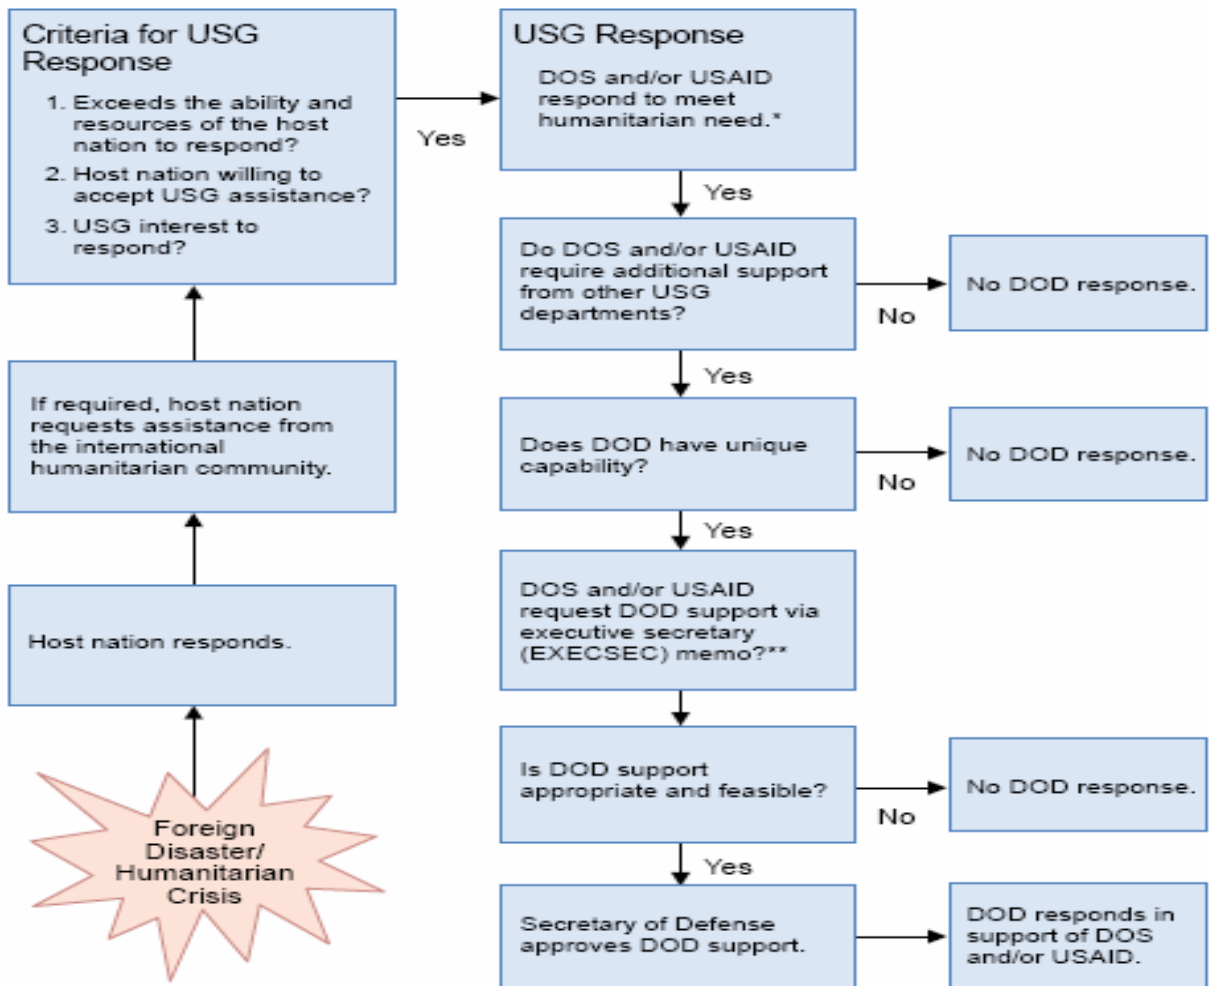 Criteria for USG
Response
1. Exceeds the ability and
resources of the host
nation to respond?
2. Host nation willing to
accept USG assistance?
3. USG interest to
respond?
Yes
USG Response
DOS and/or USAID
respond to meet
humanitarian need.*
Yes
Do DOS and/or USAID
require additional support
from other USG
departments?
No
No DOD response.
Yes
If required, host nation
requests assistance from
the international
humanitarian community.
Does DOD have unique
capability?
No
No DOD response.
Yes
Host nation responds.
DOS and/or USAID
request DOD support via
executive secretary
(EXECSEC) memo?**
Is DOD support
appropriate and feasible?
No
No DOD response.
Yes
Foreign
Disaster/
Humanitarian
Crisis
Secretary of Defense
approves DOD support.
DOD responds in
support of DOS
and/or USAID.